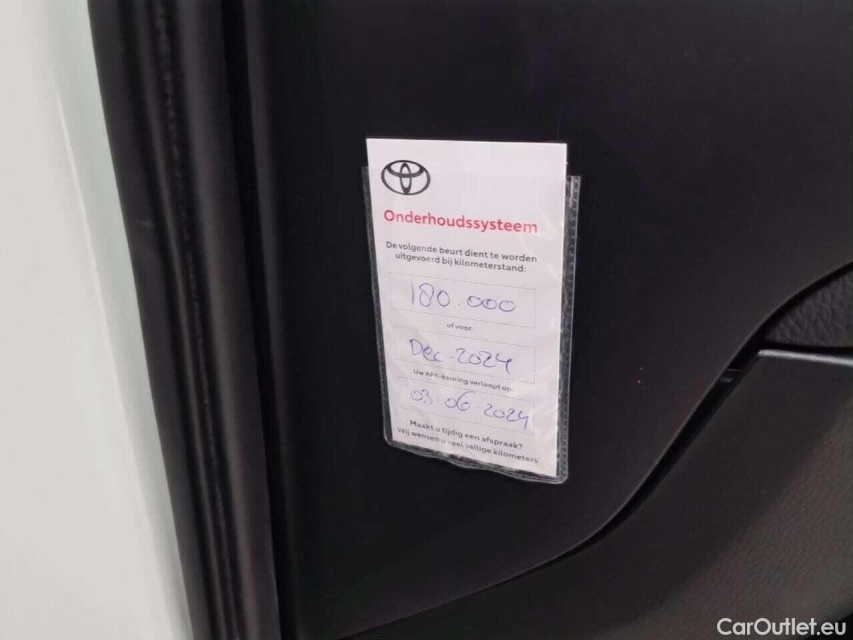 Onderhoudssysteem
De volgende beurt dient te worden
uitgevoerd bij kilometerstand:
180.000
of voor:
Dec-2024
Uw APK-keuring verloopt op:
03-06-2024
Maakt u tijdig een afspraak?
Wij wensen u veel veilige kilometers
CarOutlet.eu